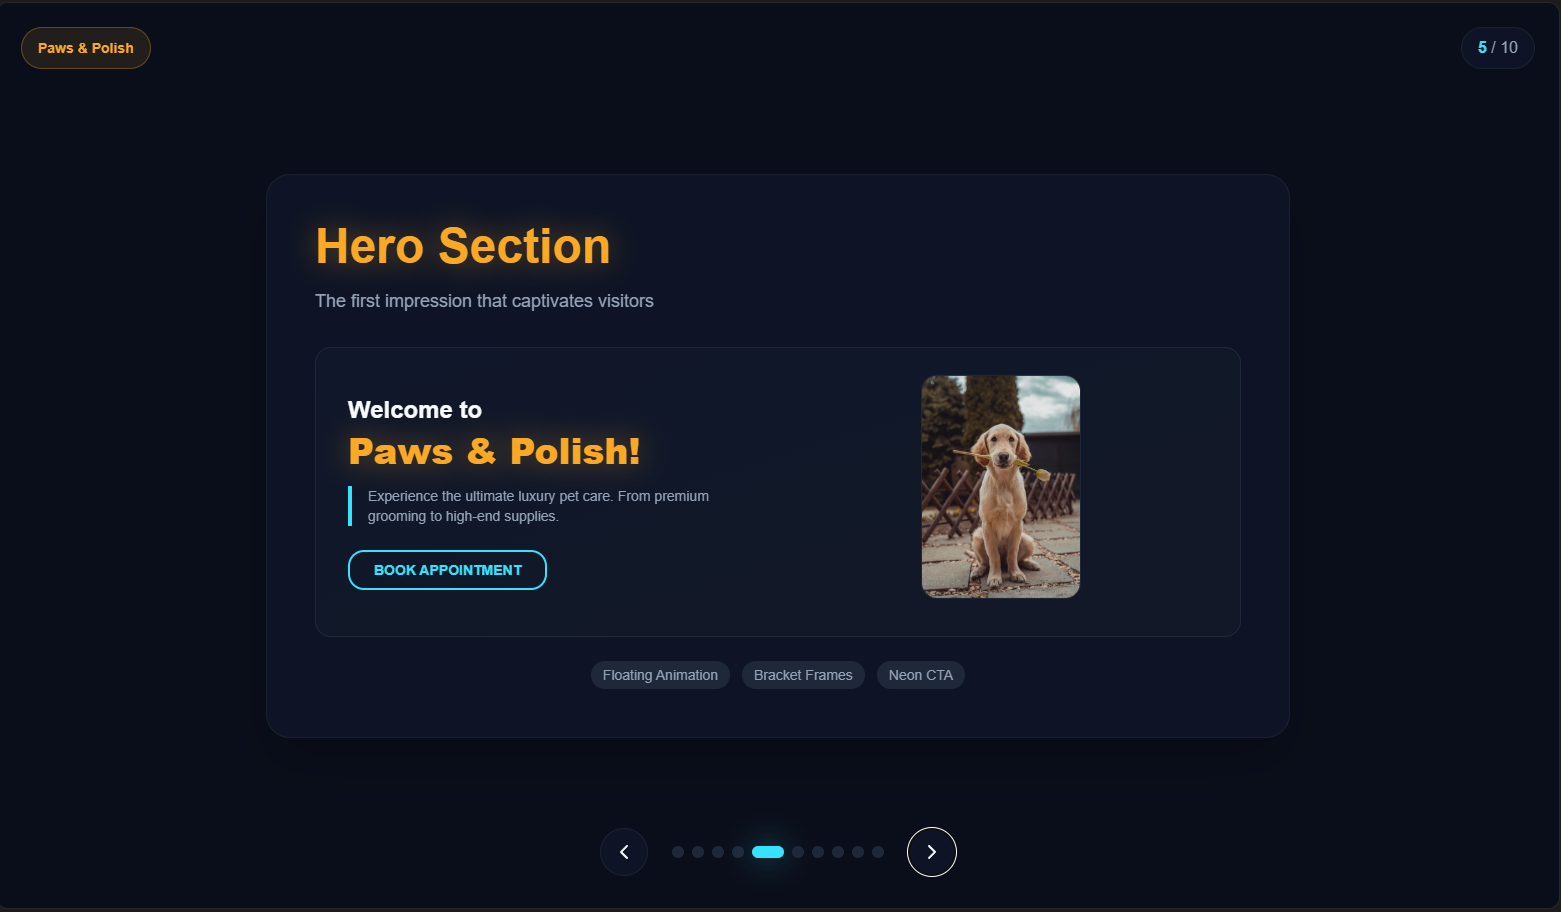 Paws & Polish
5 / 10
Hero Section
The first impression that captivates visitors
Welcome to
Paws & Polish!
Experience the ultimate luxury pet care. From premium
grooming to high-end supplies.
BOOK APPOINTMENT
Floating Animation
Bracket Frames
Neon CTA